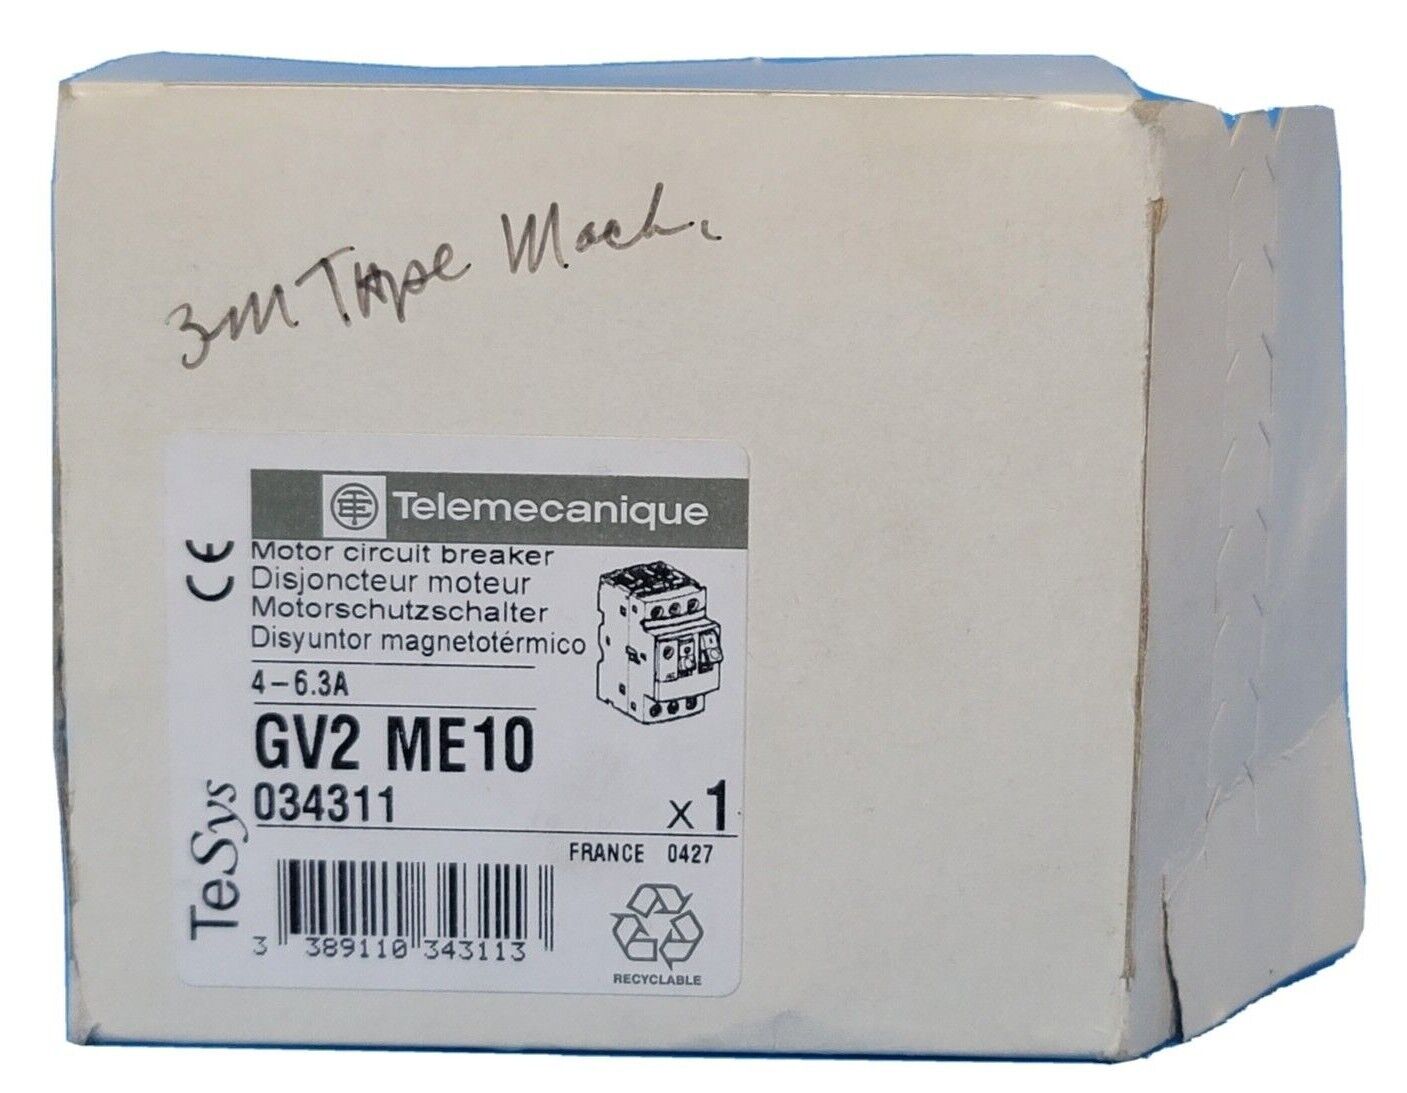 3M Tape Mach.
Telemecanique
CE
Motor circuit breaker
Disjoncteur moteur
Motorschutzschalter
Disyuntor magnetotérmico
4-6.3A
GV2 ME10
034311
x 1
FRANCE 0427
TeSys
3 389110 343113
RECYCLABLE